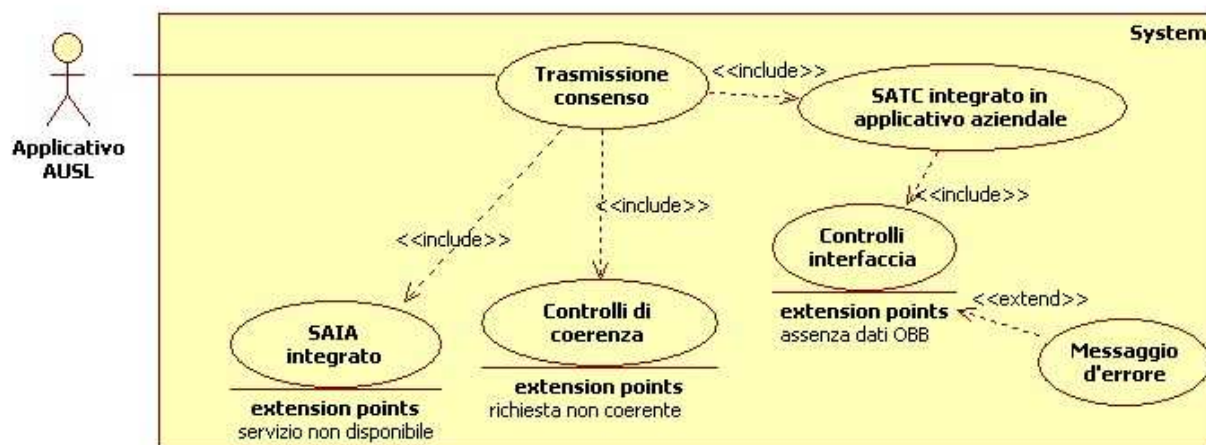 System
Applicativo
AUSL
Trasmissione
consenso
<<include>>
SATC integrato in
applicativo aziendale
<<include>>
<<include>>
<<include>>
Controlli
interfaccia
extension points
assenza dati OBB
<<extend>>
Messaggio
d'errore
SAIA
integrato
extension points
servizio non disponibile
Controlli di
coerenza
extension points
richiesta non coerente